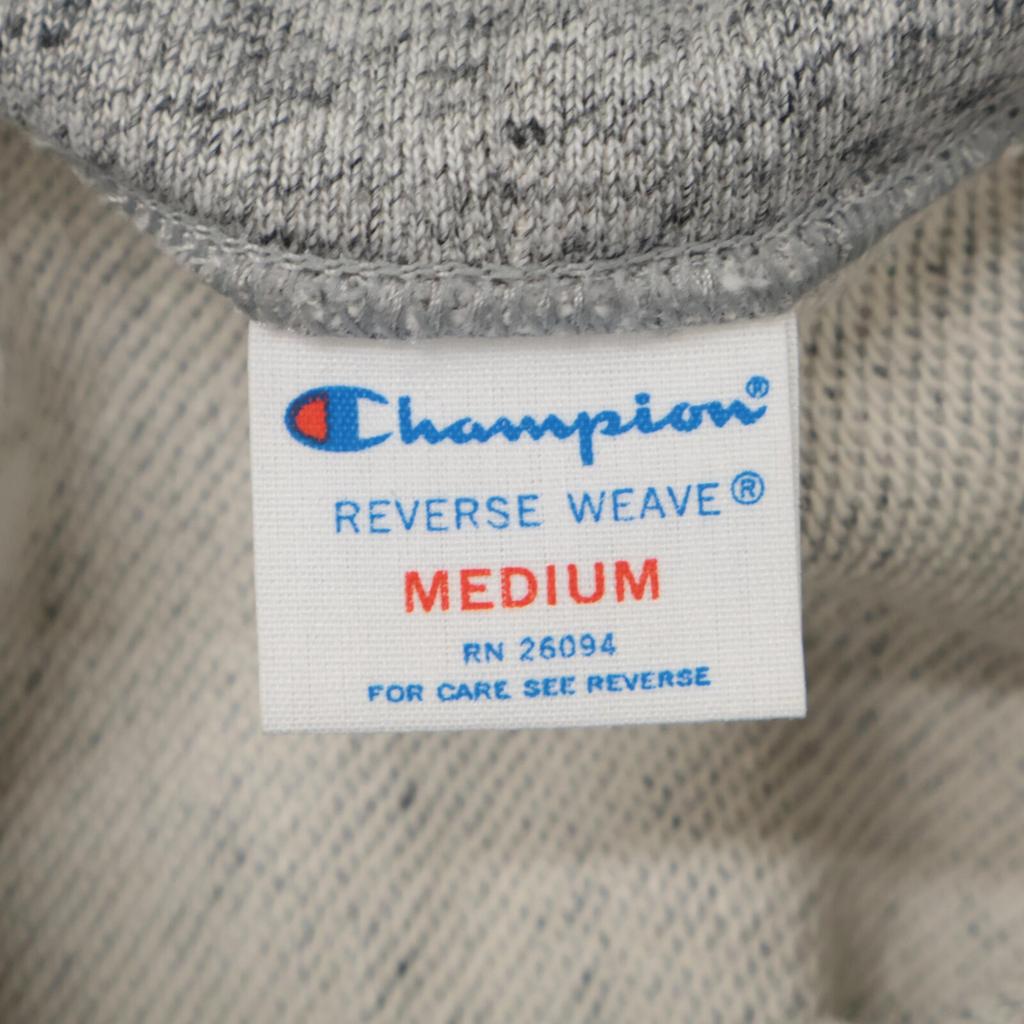 Champion®
REVERSE WEAVE®
MEDIUM
RN 26094
FOR CARE SEE REVERSE